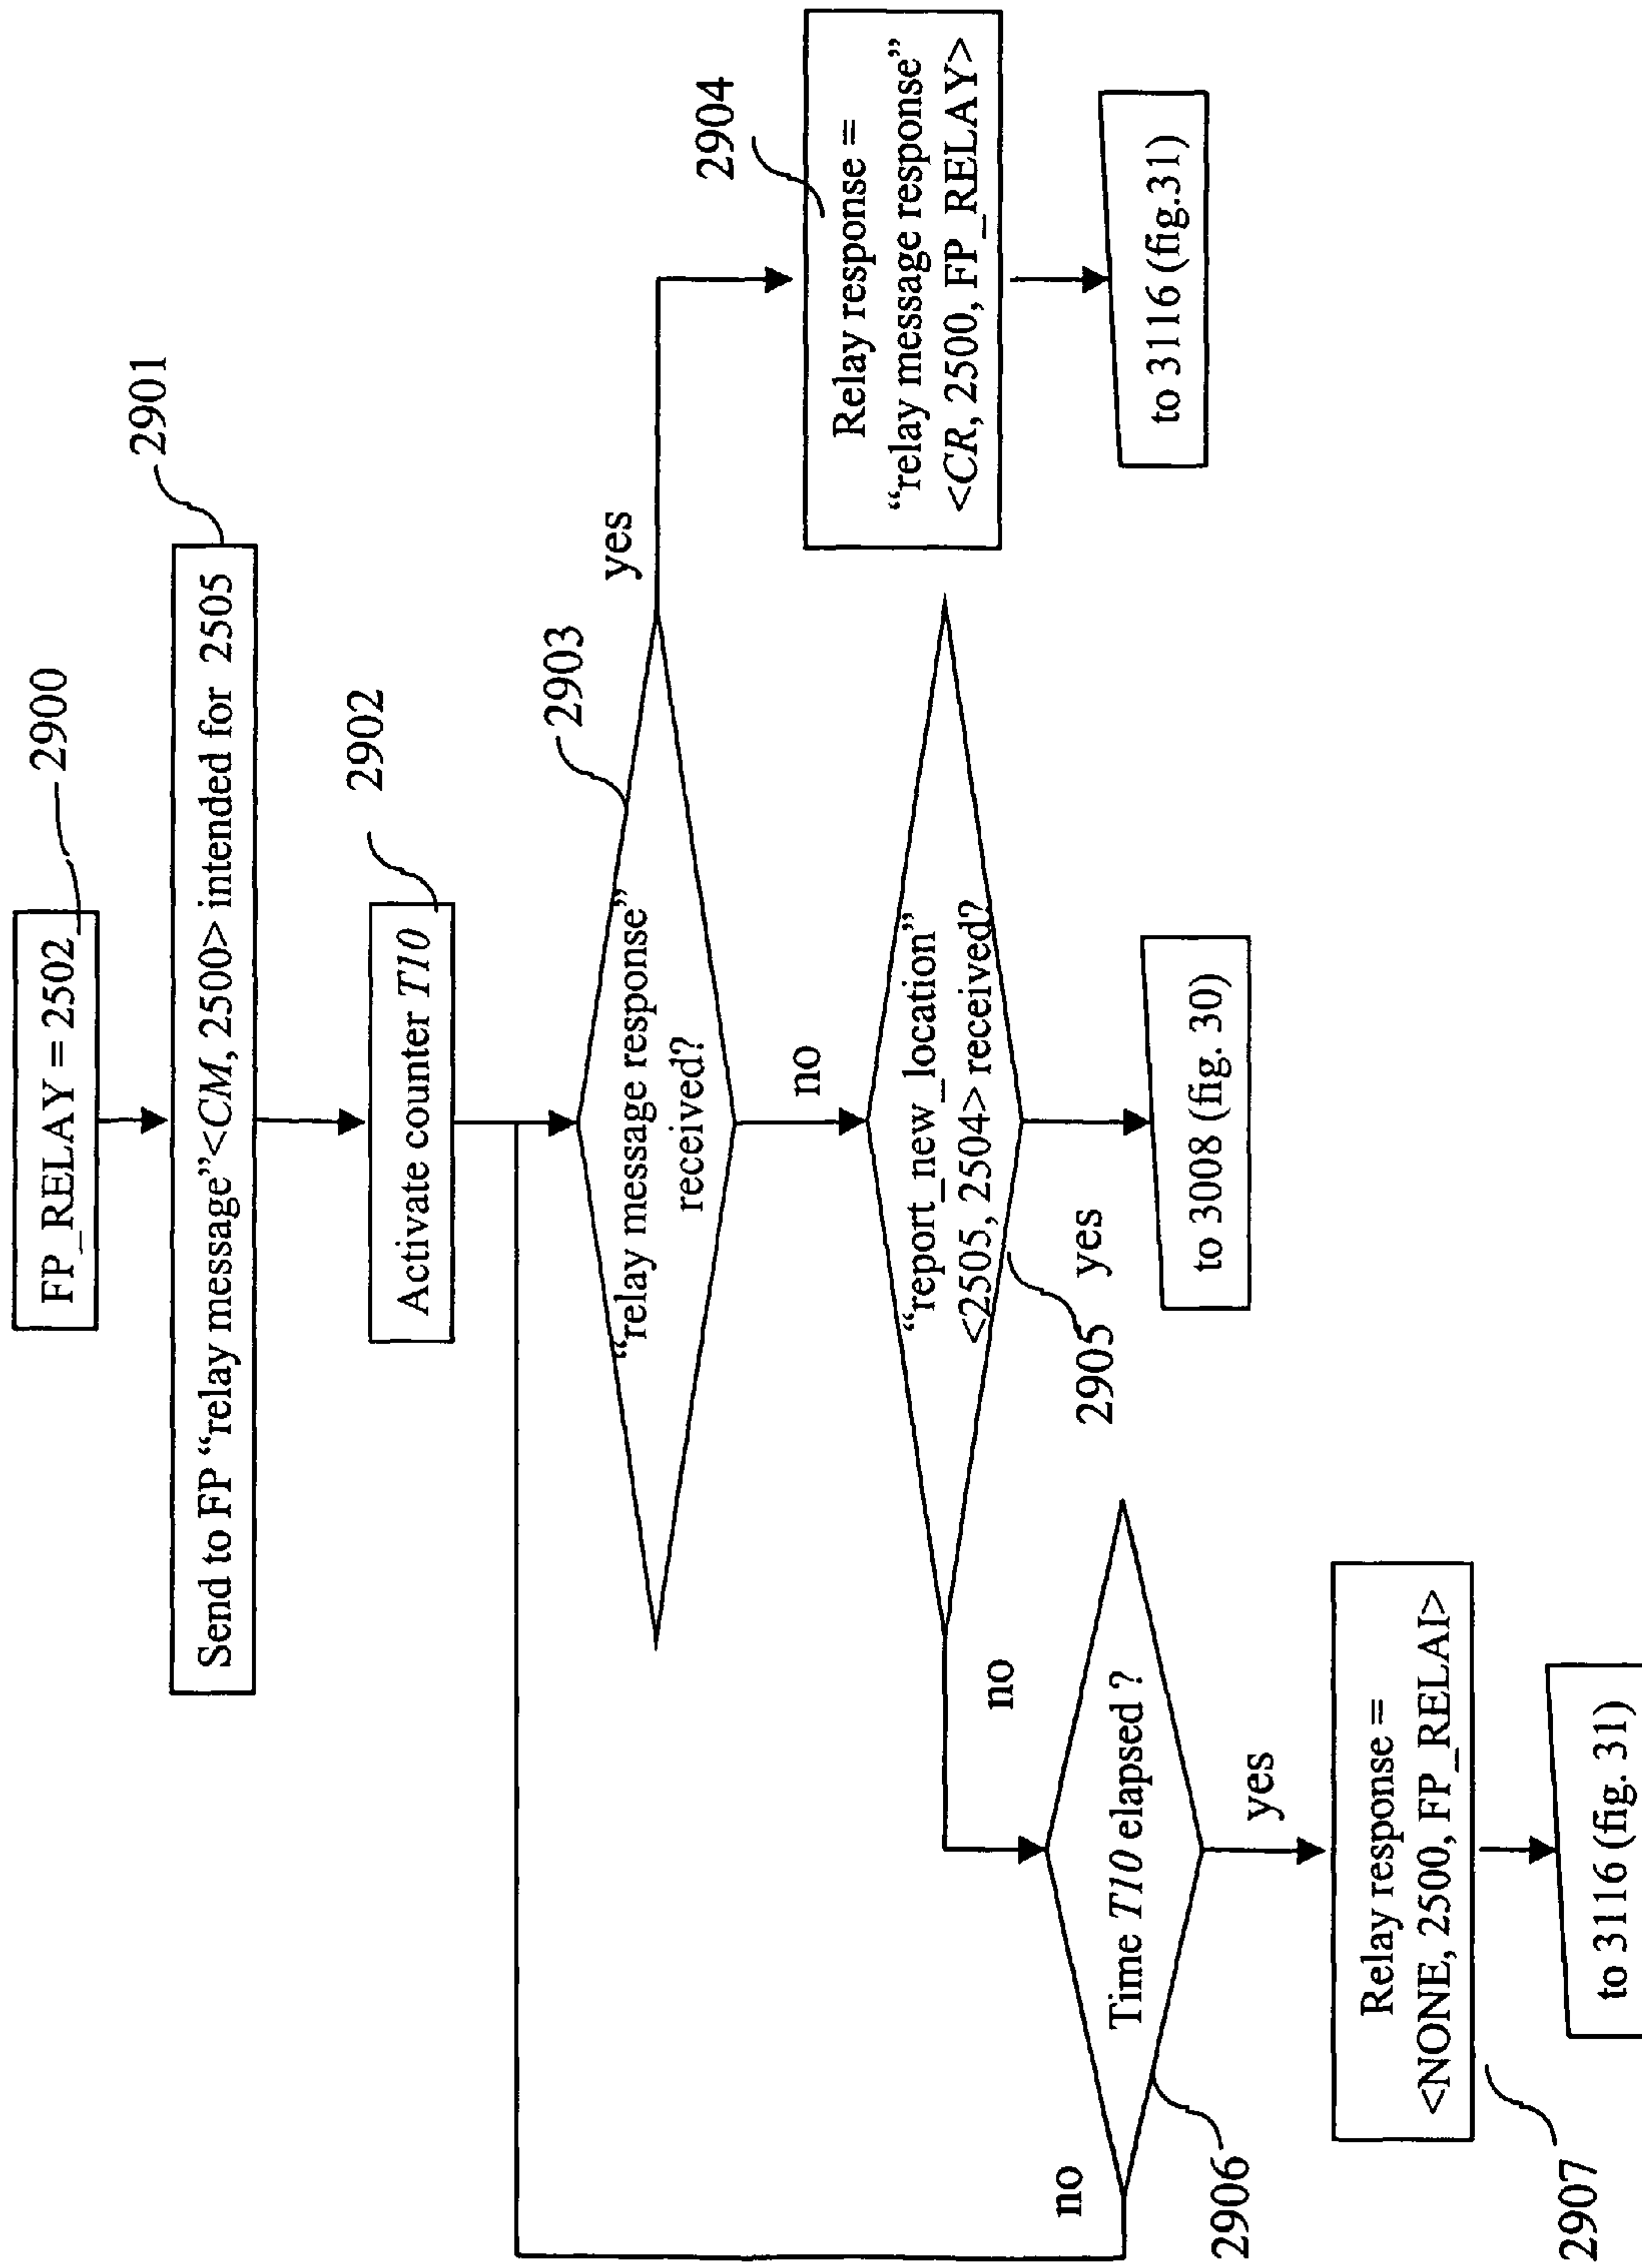 FP_RELAY = 2502
2900
Send to FP “relay message”<CM, 2500> intended for 2505
2901
Activate counter T10
2902
“relay message response”
received?
2903
yes
no
Relay response =
“relay message response”
<CR, 2500, FP_RELAY>
2904
to 3116 (fig.31)
“report_new_location”
<2505, 2504> received?
2905
yes
no
to 3008 (fig. 30)
Time T10 elapsed ?
2906
no
yes
Relay response =
<NONE, 2500, FP_RELAI>
2907
to 3116 (fig. 31)